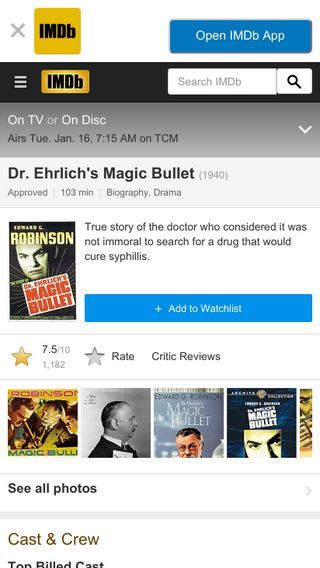 IMDb
Open IMDb App
IMDb
Search IMDb
On TV or On Disc
Airs Tue. Jan. 16, 7:15 AM on TCM
Dr. Ehrlich's Magic Bullet (1940)
Approved 103 min Biography, Drama
EDWARD G.
ROBINSON
DR. EHRLICH'S
MAGIC
BULLET
True story of the doctor who considered it was
not immoral to search for a drug that would
cure syphillis.
+ Add to Watchlist
7.5/10
1,182
Rate
Critic Reviews
ROBINSON
MAGIC BULL
EDWARD G. ROBINSON
Dr. Ehrlich's
MAGIC
BULLET
ARCHIVE COLLECTION
EDWARD G. ROBINSON
DR. EHRLICH'S
MAGIC
BULLET
See all photos
Cast & Crew
Top Billed Cast